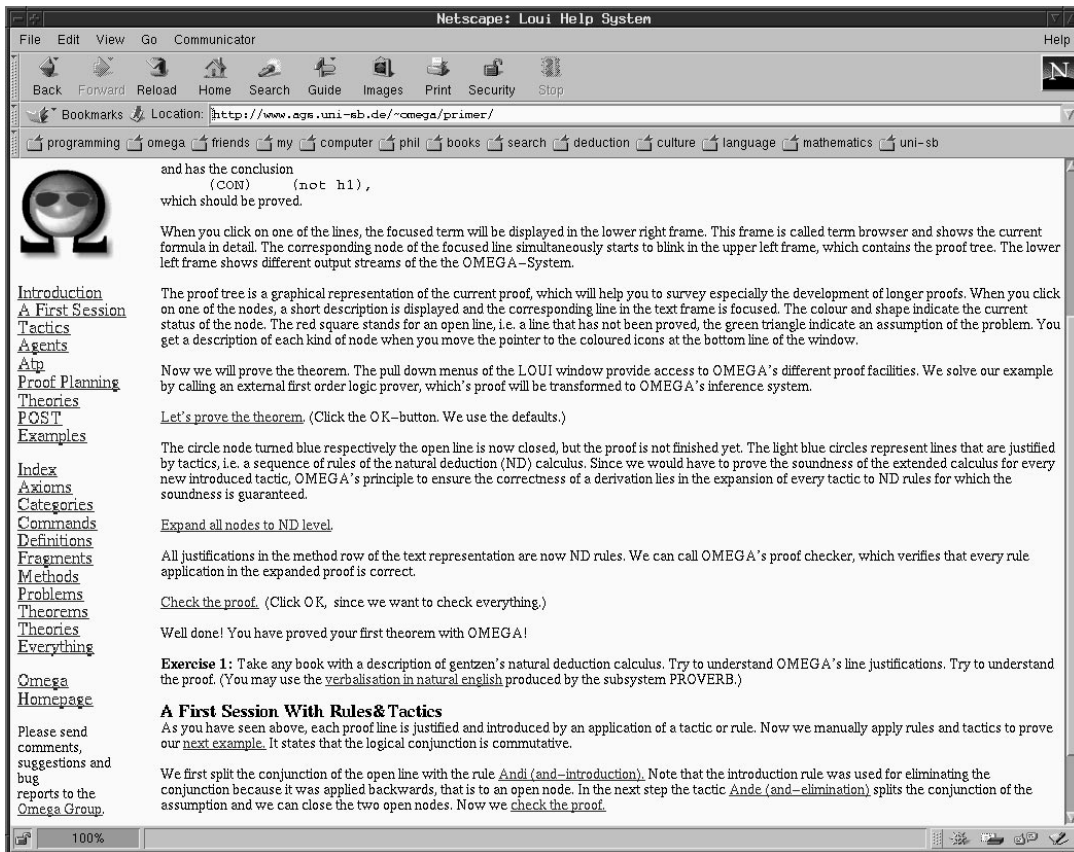 Netscape: Loui Help System
File Edit View Go Communicator Help
Back Forward Reload Home Search Guide Images Print Security Stop
N
Bookmarks Location: http://www.ags.uni-sb.de/~omega/primer/
programming omega friends my computer phil books search deduction culture language mathematics uni-sb
Introduction
A First Session
Tactics
Agents
Atp
Proof Planning
Theories
POST
Examples
Index
Axioms
Categories
Commands
Definitions
Fragments
Methods
Problems
Theorems
Theories
Everything
Omega
Homepage
Please send
comments,
suggestions and
bug
reports to the
Omega Group.
and has the conclusion
(CON) (not h1),
which should be proved.
When you click on one of the lines, the focused term will be displayed in the lower right frame. This frame is called term browser and shows the current
formula in detail. The corresponding node of the focused line simultaneously starts to blink in the upper left frame, which contains the proof tree. The lower
left frame shows different output streams of the the OMEGA-System.
The proof tree is a graphical representation of the current proof, which will help you to survey especially the development of longer proofs. When you click
on one of the nodes, a short description is displayed and the corresponding line in the text frame is focused. The colour and shape indicate the current
status of the node. The red square stands for an open line, i.e. a line that has not been proved, the green triangle indicate an assumption of the problem. You
get a description of each kind of node when you move the pointer to the coloured icons at the bottom line of the window.
Now we will prove the theorem. The pull down menus of the LOUI window provide access to OMEGA's different proof facilities. We solve our example
by calling an external first order logic prover, which's proof will be transformed to OMEGA's inference system.
Let's prove the theorem. (Click the OK-button. We use the defaults.)
The circle node turned blue respectively the open line is now closed, but the proof is not finished yet. The light blue circles represent lines that are justified
by tactics, i.e. a sequence of rules of the natural deduction (ND) calculus. Since we would have to prove the soundness of the extended calculus for every
new introduced tactic, OMEGA's principle to ensure the correctness of a derivation lies in the expansion of every tactic to ND rules for which the
soundness is guaranteed.
Expand all nodes to ND level.
All justifications in the method row of the text representation are now ND rules. We can call OMEGA's proof checker, which verifies that every rule
application in the expanded proof is correct.
Check the proof. (Click OK, since we want to check everything.)
Well done! You have proved your first theorem with OMEGA!
Exercise 1: Take any book with a description of gentzen's natural deduction calculus. Try to understand OMEGA's line justifications. Try to understand
the proof. (You may use the verbalisation in natural english produced by the subsystem PROVERB.)
A First Session With Rules&Tactics
As you have seen above, each proof line is justified and introduced by an application of a tactic or rule. Now we manually apply rules and tactics to prove
our next example. It states that the logical conjunction is commutative.
We first split the conjunction of the open line with the rule Andi (and-introduction). Note that the introduction rule was used for eliminating the
conjunction because it was applied backwards, that is to an open node. In the next step the tactic Ande (and-elimination) splits the conjunction of the
assumption and we can close the two open nodes. Now we check the proof.
100%